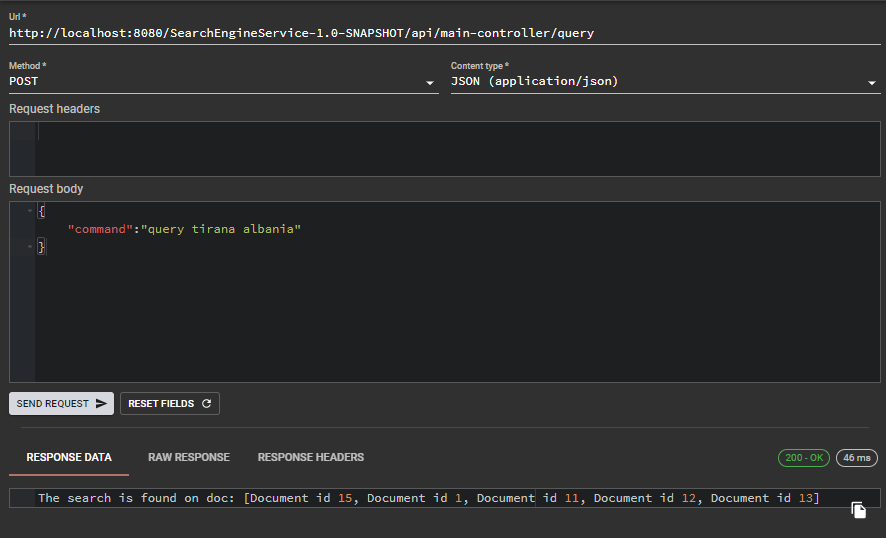 Url *
http://localhost:8080/SearchEngineService-1.0-SNAPSHOT/api/main-controller/query
Method *
Content type *
POST
JSON (application/json)
Request headers
Request body
{
"command":"query tirana albania"
}
SEND REQUEST
RESET FIELDS
RESPONSE DATA
RAW RESPONSE
RESPONSE HEADERS
200 - OK
46 ms
The search is found on doc: [Document id 15, Document id 1, Document id 11, Document id 12, Document id 13]